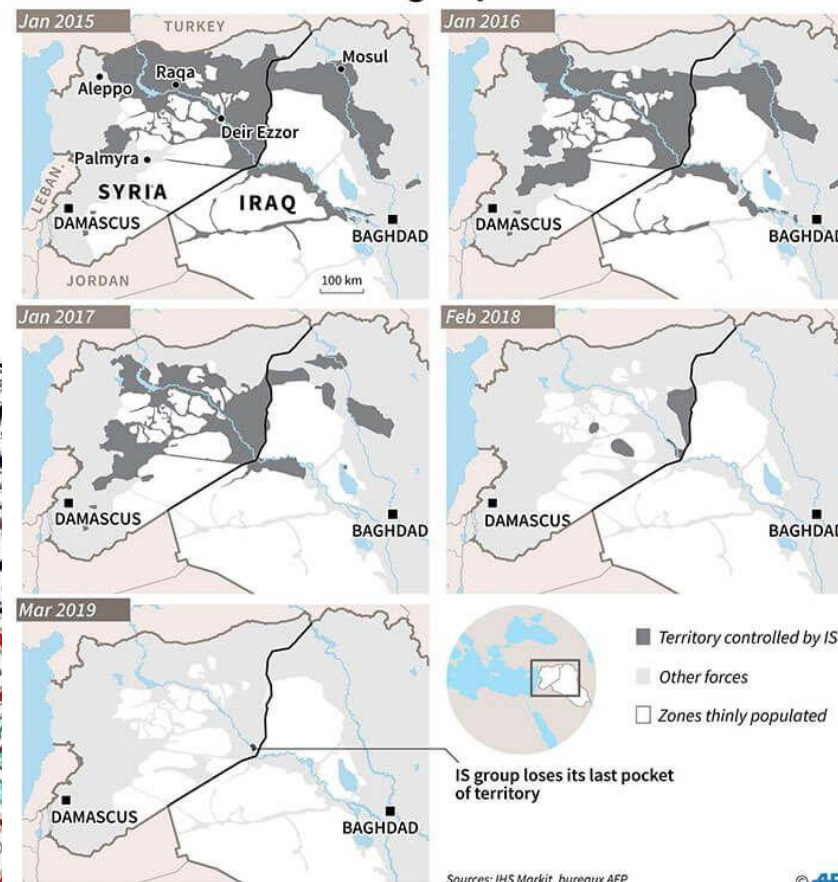 Jan 2015
TURKEY
Mosul
Raqa
Aleppo
Deir Ezzor
Palmyra
LEBAN.
SYRIA
IRAQ
DAMASCUS
BAGHDAD
JORDAN
100 km
Jan 2016
DAMASCUS
BAGHDAD
Jan 2017
DAMASCUS
BAGHDAD
Feb 2018
DAMASCUS
BAGHDAD
Mar 2019
DAMASCUS
BAGHDAD
Territory controlled by IS
Other forces
Zones thinly populated
IS group loses its last pocket
of territory
Sources: IHS Markit, bureaux AFP
©